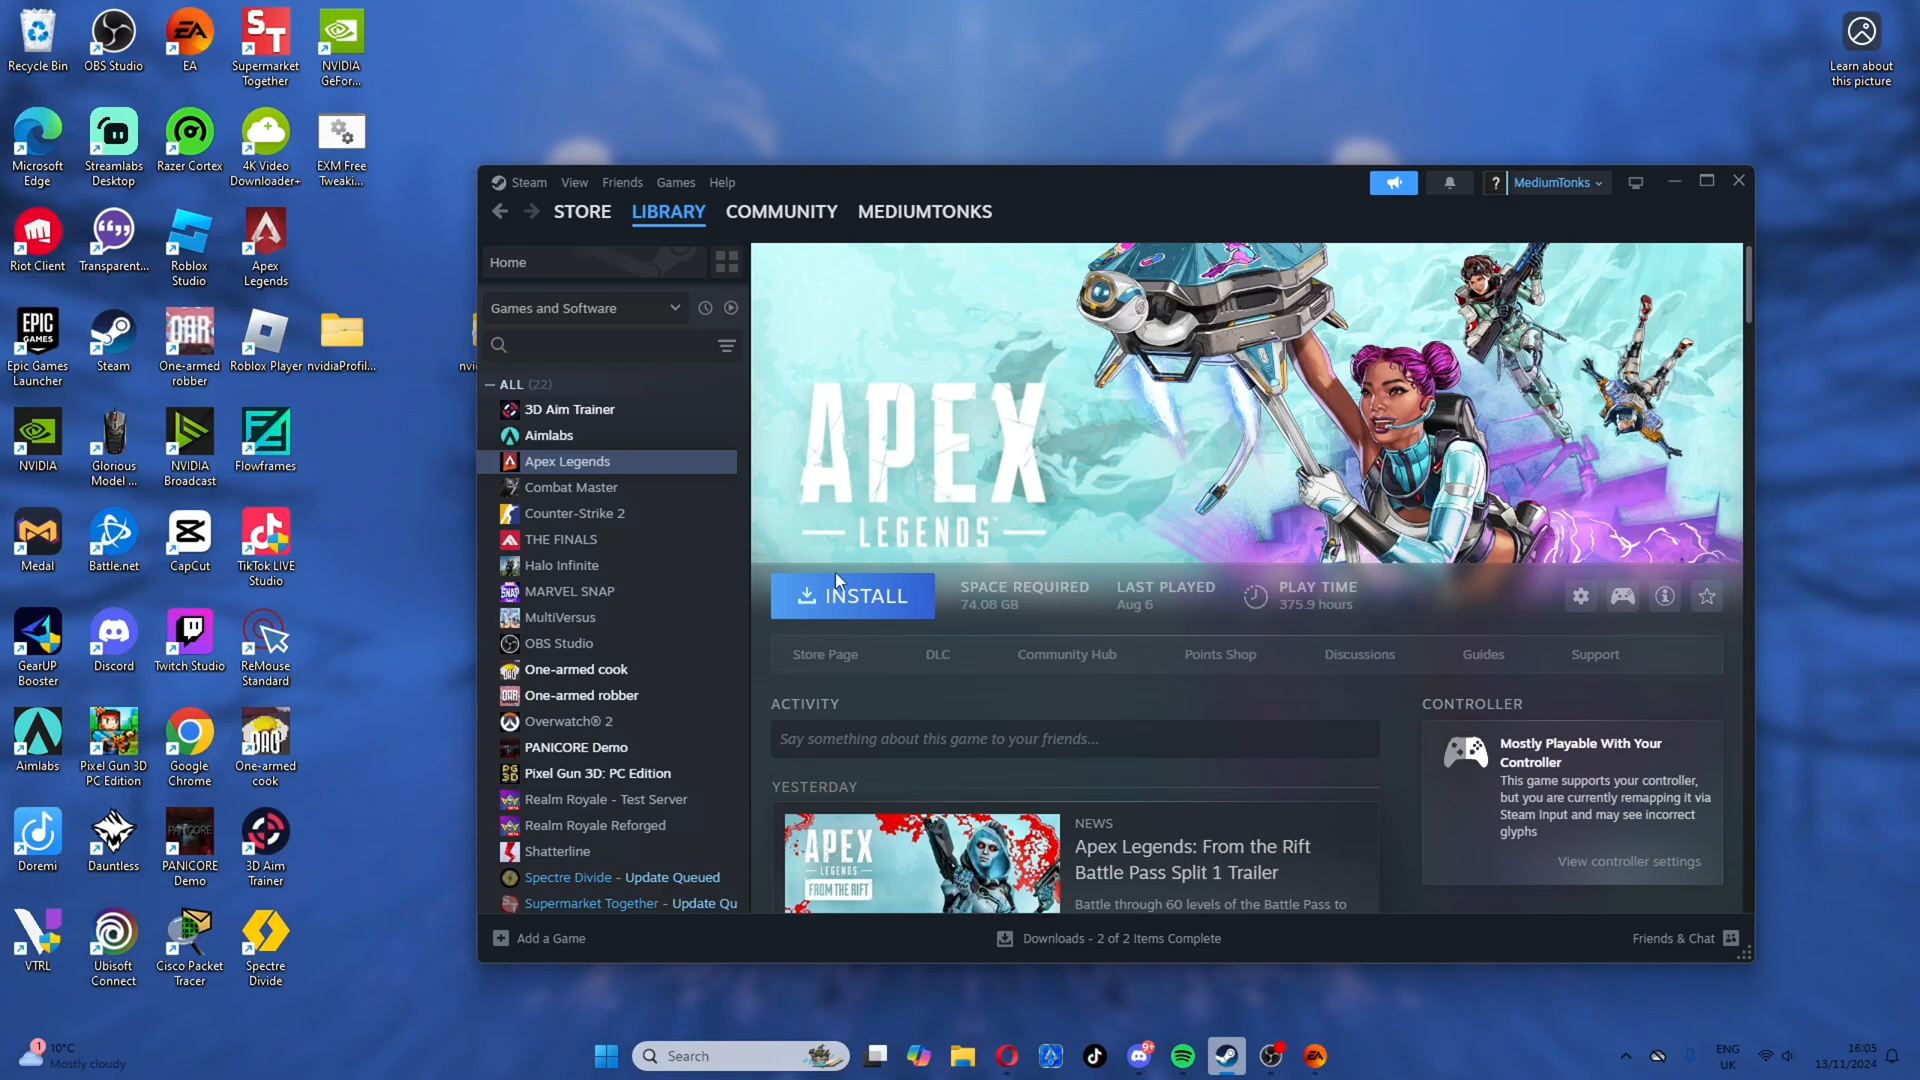 Recycle Bin
OBS Studio
EA
Supermarket
Together
NVIDIA
GeFor...
Learn about
this picture
Microsoft
Edge
Streamlabs
Desktop
Razer Cortex
4K Video
Downloader+
EXM Free
Tweaki...
Riot Client
Transparent...
Roblox
Studio
Apex
Legends
EPIC
GAMES
Epic Games
Launcher
Steam
OAR
One-armed
robber
Roblox Player
nvidiaProfil...
NVIDIA
Glorious
Model ...
NVIDIA
Broadcast
Flowframes
Medal
Battle.net
CapCut
TikTok LIVE
Studio
GearUP
Booster
Discord
Twitch Studio
ReMouse
Standard
Aimlabs
Pixel Gun 3D
PC Edition
Google
Chrome
One-armed
cook
Doremi
Dauntless
PANICORE
Demo
3D Aim
Trainer
VTRL
Ubisoft
Connect
Cisco Packet
Tracer
Spectre
Divide
Steam View Friends Games Help
? MediumTonks
STORE LIBRARY COMMUNITY MEDIUMTONKS
Home
Games and Software
ALL (22)
3D Aim Trainer
Aimlabs
Apex Legends
Combat Master
Counter-Strike 2
THE FINALS
Halo Infinite
MARVEL SNAP
MultiVersus
OBS Studio
One-armed cook
One-armed robber
Overwatch® 2
PANICORE Demo
Pixel Gun 3D: PC Edition
Realm Royale - Test Server
Realm Royale Reforged
Shatterline
Spectre Divide - Update Queued
Supermarket Together - Update Qu
APEX
LEGENDS
INSTALL
SPACE REQUIRED
74.08 GB
LAST PLAYED
Aug 6
PLAY TIME
375.9 hours
Store Page DLC Community Hub Points Shop Discussions Guides Support
ACTIVITY
Say something about this game to your friends...
YESTERDAY
APEX
LEGENDS
FROM THE RIFT
NEWS
Apex Legends: From the Rift
Battle Pass Split 1 Trailer
Battle through 60 levels of the Battle Pass to
CONTROLLER
Mostly Playable With Your
Controller
This game supports your controller,
but you are currently remapping it via
Steam Input and may see incorrect
glyphs
View controller settings
Add a Game
Downloads - 2 of 2 Items Complete
Friends & Chat
1
10°C
Mostly cloudy
Search
9+
ENG
UK
16:05
13/11/2024